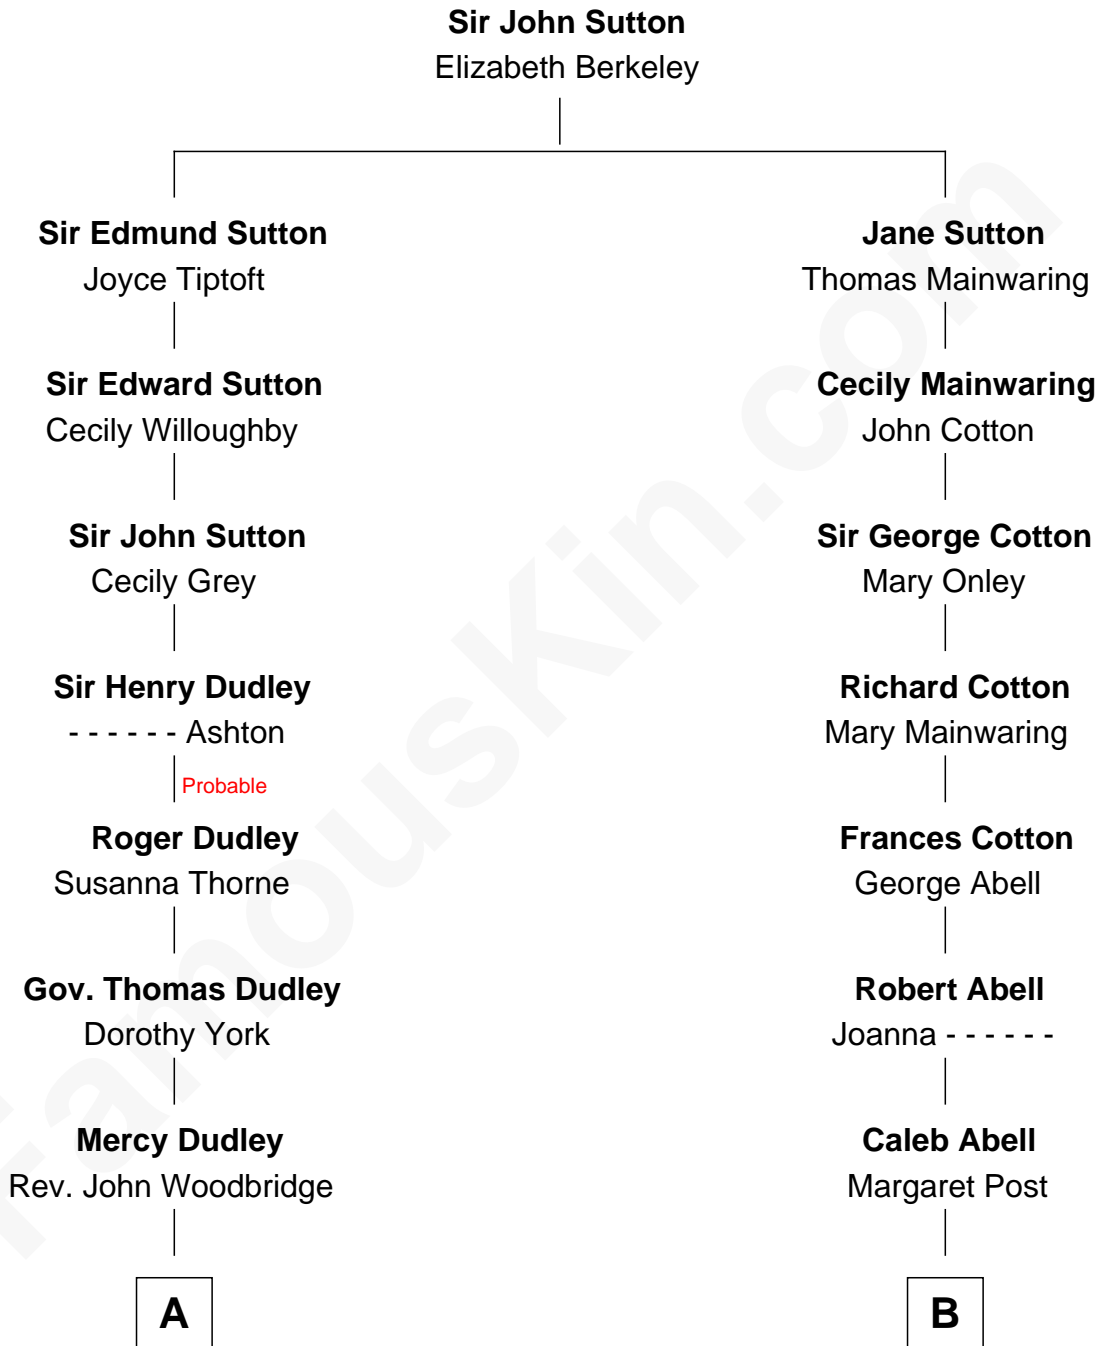 Sir John Sutton
Elizabeth Berkeley
Sir Edmund Sutton
Joyce Tiptoft
Jane Sutton
Thomas Mainwaring
Sir Edward Sutton
Cecily Willoughby
Cecily Mainwaring
John Cotton
Sir John Sutton
Cecily Grey
Sir George Cotton
Mary Onley
Sir Henry Dudley
- - - - - - Ashton
Richard Cotton
Mary Mainwaring
Probable
Roger Dudley
Susanna Thorne
Frances Cotton
George Abell
Gov. Thomas Dudley
Dorothy York
Robert Abell
Joanna - - - - - -
Mercy Dudley
Rev. John Woodbridge
Caleb Abell
Margaret Post
A
B
FamousKin.com